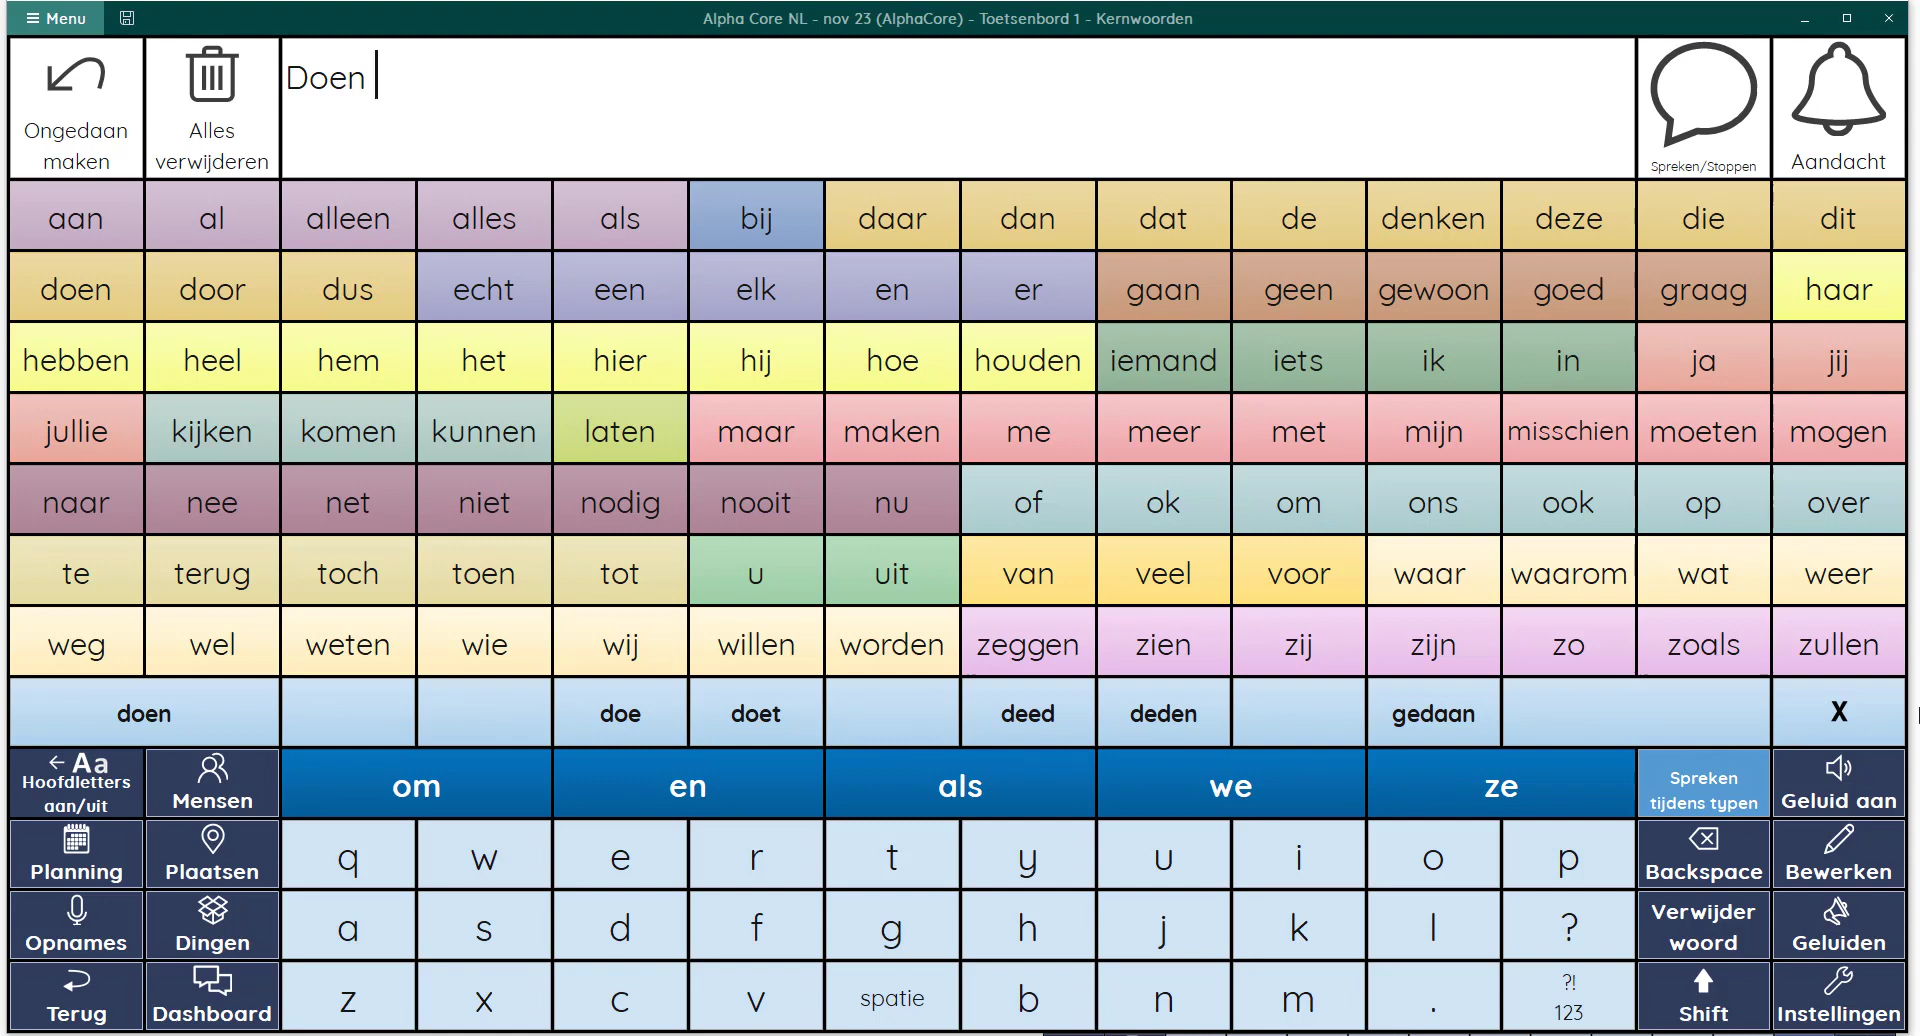 Menu
Alpha Core NL - nov 23 (AlphaCore) - Toetsenbord 1 - Kernwoorden
Ongedaan
maken
Alles
verwijderen
Doen
Spreken/Stoppen
Aandacht
aan al alleen alles als bij daar dan dat de denken deze die dit
doen door dus echt een elk en er gaan geen gewoon goed graag haar
hebben heel hem het hier hij hoe houden iemand iets ik in ja jij
jullie kijken komen kunnen laten maar maken me meer met mijn misschien moeten mogen
naar nee net niet nodig nooit nu of ok om ons ook op over
te terug toch toen tot u uit van veel voor waar waarom wat weer
weg wel weten wie wij willen worden zeggen zien zij zijn zo zoals zullen
doen doe doet deed deden gedaan X
Aa
Hoofdletters
aan/uit
Mensen
om en als we ze
Spreken
tijdens typen
Geluid aan
Planning
Plaatsen
q w e r t y u i o p
Backspace
Bewerken
Opnames
Dingen
a s d f g h j k l ?
Verwijder
woord
Geluiden
Terug
Dashboard
z x c v spatie b n m .
?!
123
Shift
Instellingen